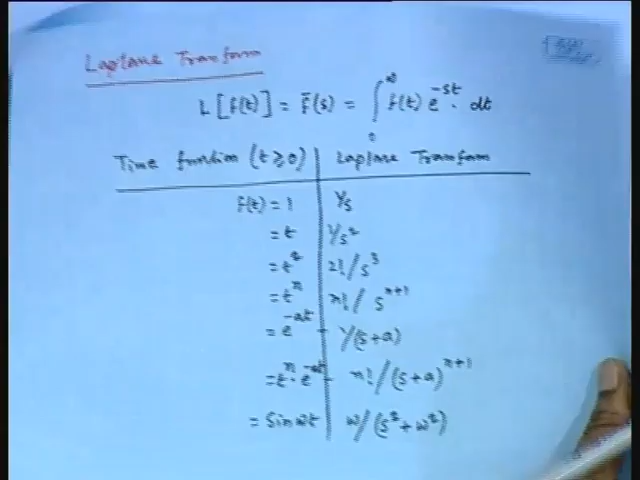 Laplace Transform
L[f(t)] = F̄(s) = ∫₀^∞ f(t) e^{-st} · dt
Time function (t ≥ 0) | Laplace Transform
f(t) = 1 | 1/s
= t | 1/s²
= t² | 2!/s³
= tⁿ | n!/ s^{n+1}
= e^{-at} | 1/(s+a)
= tⁿ · e^{-at} | n!/(s+a)^{n+1}
= Sin ωt | ω/(s² + ω²)